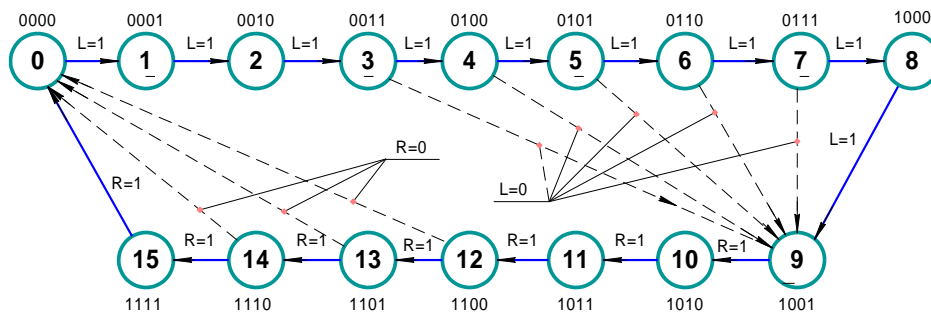 0000 0001 0010 0011 0100 0101 0110 0111 1000
L=1 L=1 L=1 L=1 L=1 L=1 L=1 L=1
0 1 2 3 4 5 6 7 8
L=1
R=0
R=1
L=0
R=1 R=1 R=1 R=1 R=1 R=1
15 14 13 12 11 10 9
1111 1110 1101 1100 1011 1010 1001